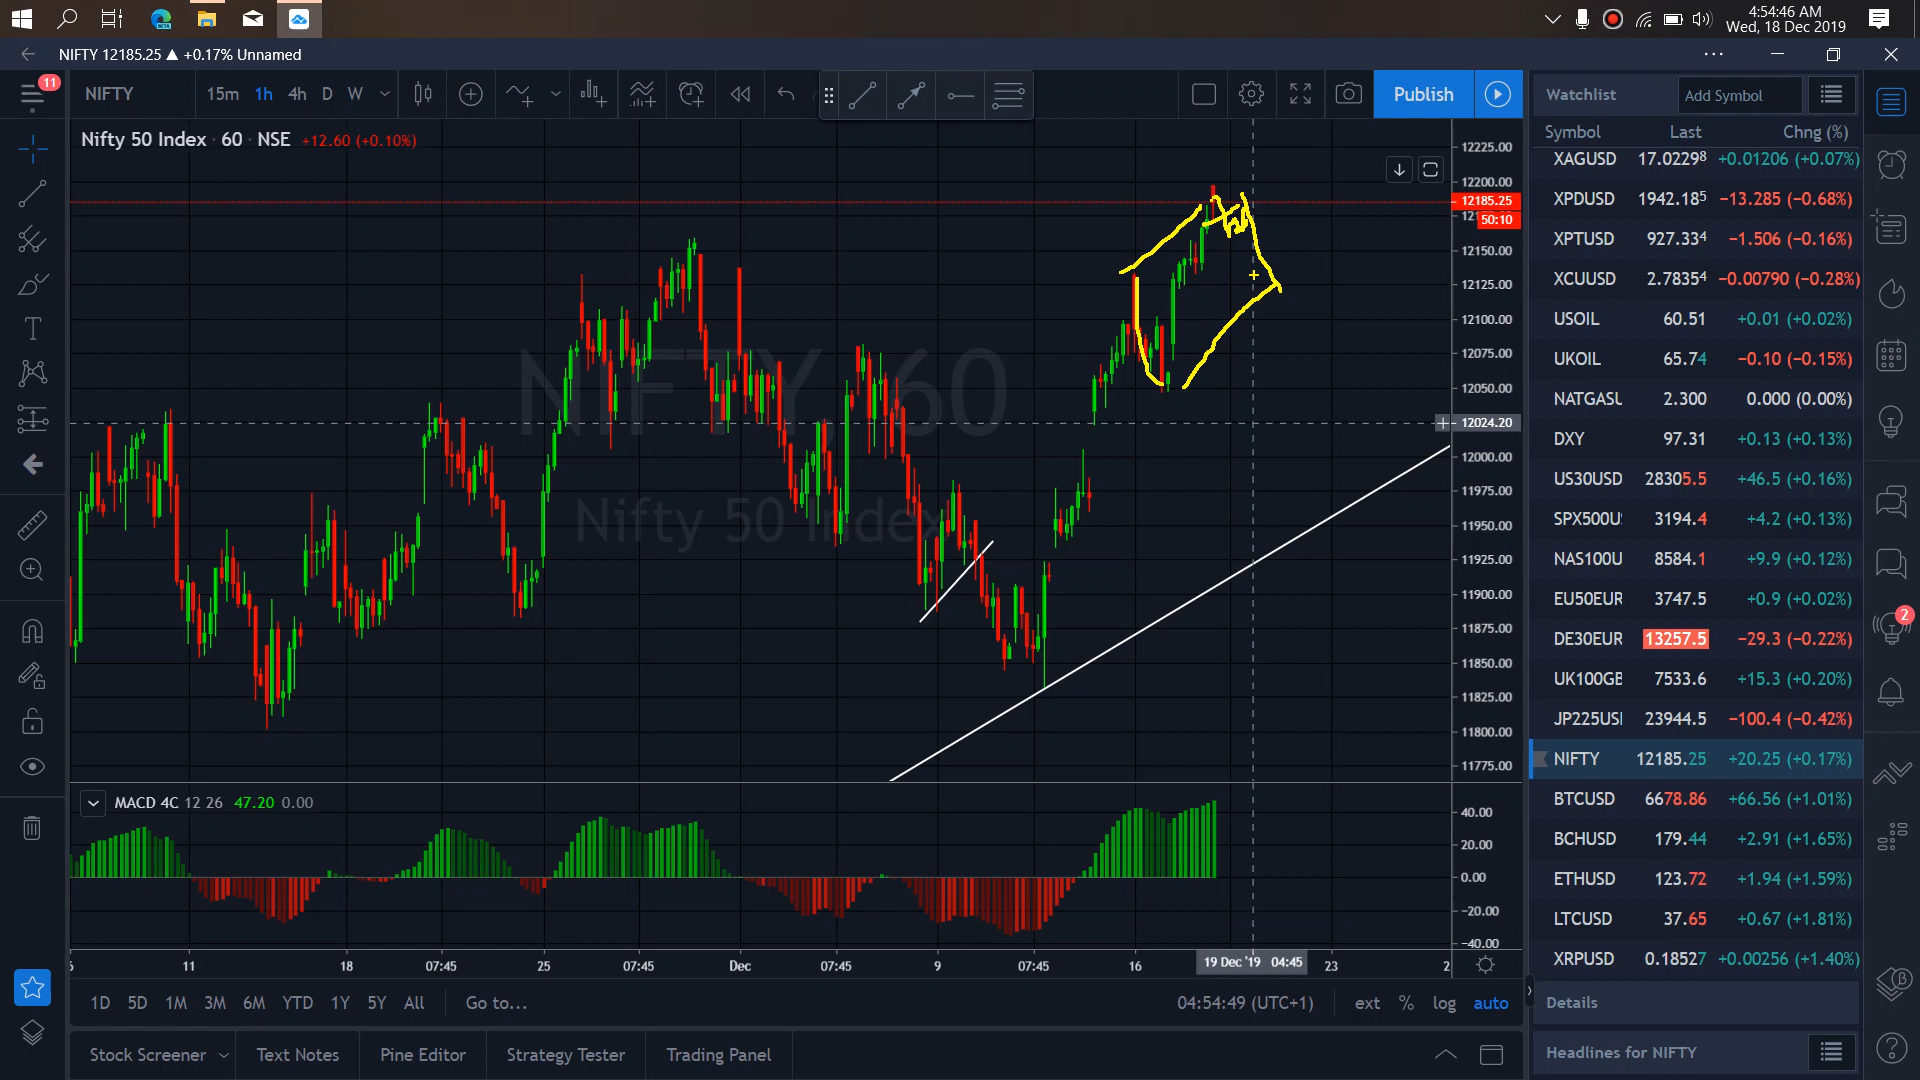 4:54:46 AM
Wed, 18 Dec 2019
NIFTY 12185.25 ▲ +0.17% Unnamed
11
NIFTY
15m 1h 4h D W
Publish
Watchlist
Add Symbol
Symbol Last Chng (%)
Nifty 50 Index · 60 · NSE +12.60 (+0.10%)
12225.00
12200.00
12185.25
50:10
12150.00
12125.00
12100.00
12075.00
12050.00
12024.20
12000.00
11975.00
11950.00
11925.00
11900.00
11875.00
11850.00
11825.00
11800.00
11775.00
NIFTY, 60
Nifty 50 Index
XAGUSD 17.02298 +0.01206 (+0.07%)
XPDUSD 1942.185 −13.285 (−0.68%)
XPTUSD 927.334 −1.506 (−0.16%)
XCUUSD 2.78354 −0.00790 (−0.28%)
USOIL 60.51 +0.01 (+0.02%)
UKOIL 65.74 −0.10 (−0.15%)
NATGASU 2.300 0.000 (0.00%)
DXY 97.31 +0.13 (+0.13%)
US30USD 28305.5 +46.5 (+0.16%)
SPX500U 3194.4 +4.2 (+0.13%)
NAS100U 8584.1 +9.9 (+0.12%)
EU50EUR 3747.5 +0.9 (+0.02%)
DE30EUR 13257.5 −29.3 (−0.22%)
UK100GB 7533.6 +15.3 (+0.20%)
JP225USD 23944.5 −100.4 (−0.42%)
NIFTY 12185.25 +20.25 (+0.17%)
BTCUSD 6678.86 +66.56 (+1.01%)
BCHUSD 179.44 +2.91 (+1.65%)
ETHUSD 123.72 +1.94 (+1.59%)
LTCUSD 37.65 +0.67 (+1.81%)
XRPUSD 0.18527 +0.00256 (+1.40%)
2
MACD 4C 12 26 47.20 0.00
40.00
20.00
0.00
−20.00
−40.00
6 11 18 07:45 25 07:45 Dec 07:45 9 07:45 16 19 Dec '19 04:45 23 2
1D 5D 1M 3M 6M YTD 1Y 5Y All Go to... 04:54:49 (UTC+1) ext % log auto
Details
Stock Screener Text Notes Pine Editor Strategy Tester Trading Panel
Headlines for NIFTY